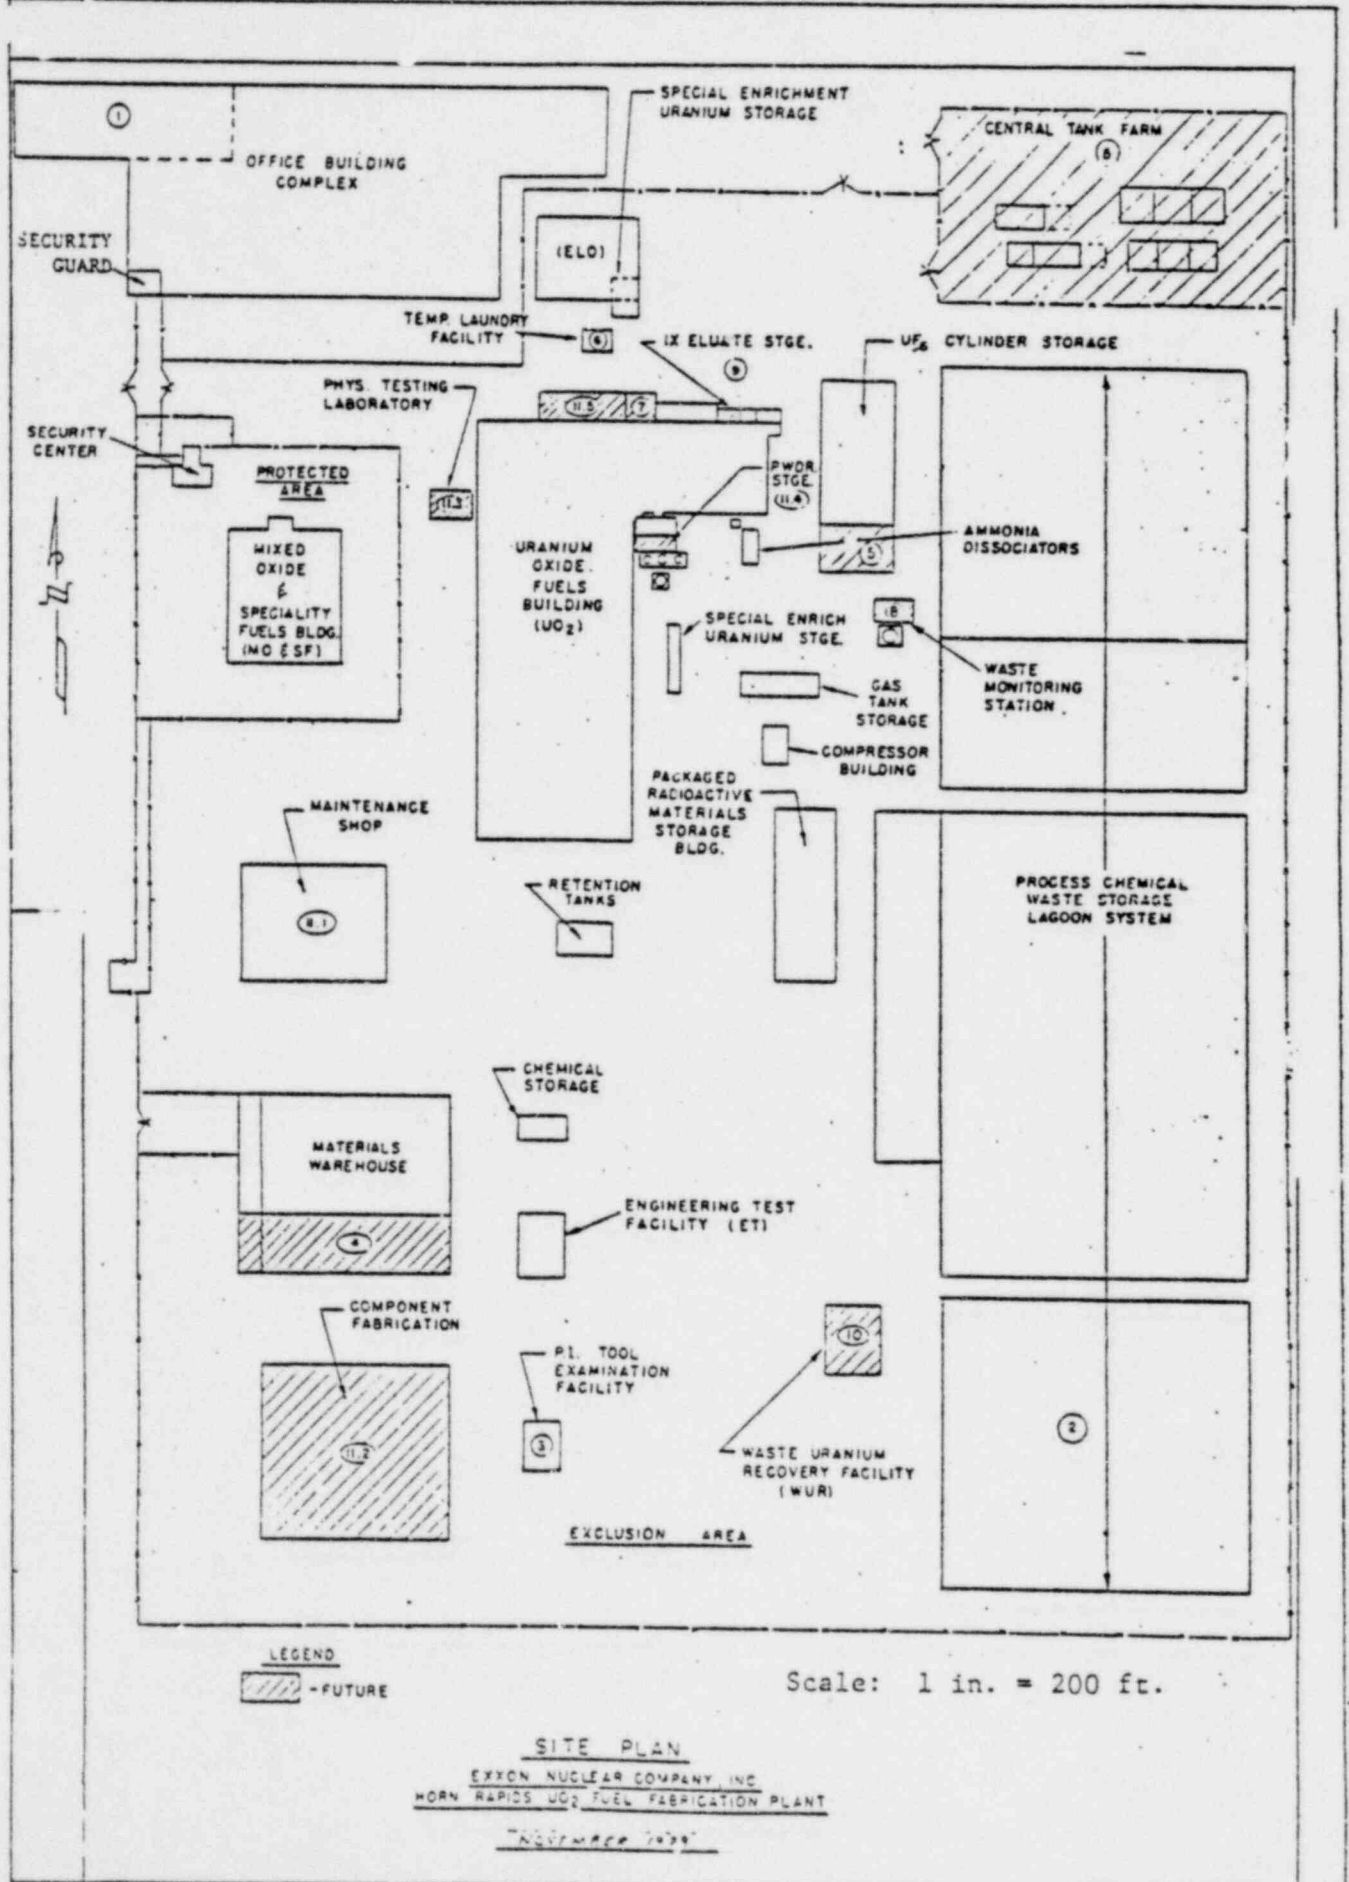 ①
OFFICE BUILDING
COMPLEX
SPECIAL ENRICHMENT
URANIUM STORAGE
CENTRAL TANK FARM
SECURITY
GUARD
(ELO)
TEMP. LAUNDRY
FACILITY
IX ELUATE STGE.
⑨
UF₆ CYLINDER STORAGE
PHYS. TESTING
LABORATORY
11.5
⑦
SECURITY
CENTER
PROTECTED
AREA
11.3
PWDR.
STGE.
(11.4)
MIXED
OXIDE
&
SPECIALITY
FUELS BLDG.
(MO & SF)
URANIUM
OXIDE
FUELS
BUILDING
(UO₂)
AMMONIA
DISSOCIATORS
⑤
SPECIAL ENRICH
URANIUM STGE.
WASTE
MONITORING
STATION
GAS
TANK
STORAGE
COMPRESSOR
BUILDING
PACKAGED
RADIOACTIVE
MATERIALS
STORAGE
BLDG.
MAINTENANCE
SHOP
RETENTION
TANKS
PROCESS CHEMICAL
WASTE STORAGE
LAGOON SYSTEM
CHEMICAL
STORAGE
MATERIALS
WAREHOUSE
④
ENGINEERING TEST
FACILITY (ET)
COMPONENT
FABRICATION
11.2
P.I. TOOL
EXAMINATION
FACILITY
③
10
②
WASTE URANIUM
RECOVERY FACILITY
(WUR)
EXCLUSION AREA
LEGEND
-FUTURE
Scale: 1 in. = 200 ft.
SITE PLAN
EXXON NUCLEAR COMPANY, INC.
HORN RAPIDS UO₂ FUEL FABRICATION PLANT
NOVEMBER 1979